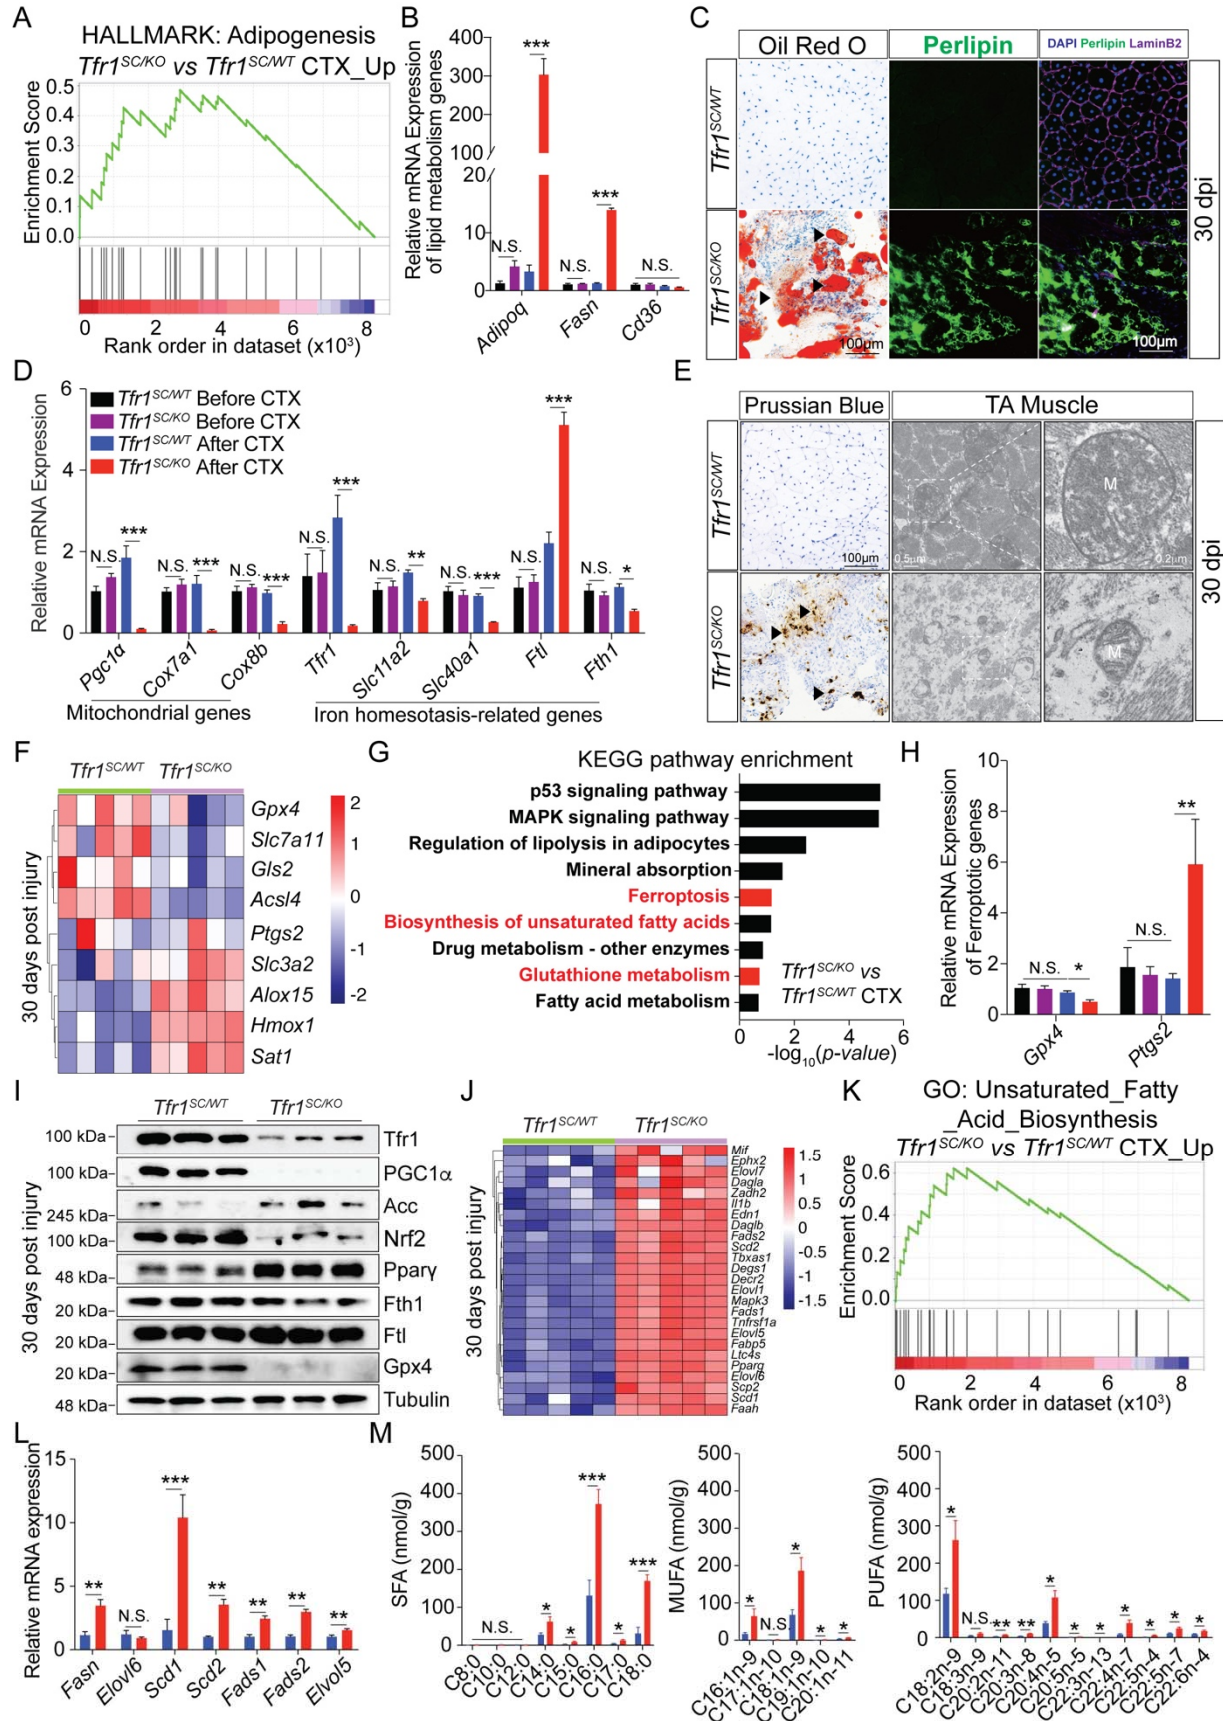 A
HALLMARK: Adipogenesis
Tfr1SC/KO vs Tfr1SC/WT CTX_Up
Enrichment Score
0.5
0.4
0.3
0.2
0.1
0.0
0 2 4 6 8
Rank order in dataset (x10³)
B
Relative mRNA Expression
of lipid metabolism genes
400
300
200
100
20
10
0
N.S. *** N.S. *** N.S.
Adipoq Fasn Cd36
C
Oil Red O Perlipin DAPI Perlipin LaminB2
Tfr1SC/WT
Tfr1SC/KO
100μm 100μm
30 dpi
D
Relative mRNA Expression
6
4
2
0
Tfr1SC/WT Before CTX
Tfr1SC/KO Before CTX
Tfr1SC/WT After CTX
Tfr1SC/KO After CTX
N.S. *** N.S. *** N.S. *** N.S. *** N.S. ** N.S. *** N.S. *** N.S. *
Pgc1α Cox7a1 Cox8b Tfr1 Slc11a2 Slc40a1 Ftl Fth1
Mitochondrial genes Iron homesotasis-related genes
E
Prussian Blue TA Muscle
Tfr1SC/WT
Tfr1SC/KO
100μm 0.5μm 0.2μm
M
M
30 dpi
F
Tfr1SC/WT Tfr1SC/KO
30 days post injury
Gpx4
Slc7a11
Gls2
Acsl4
Ptgs2
Slc3a2
Alox15
Hmox1
Sat1
2
1
0
-1
-2
G
KEGG pathway enrichment
p53 signaling pathway
MAPK signaling pathway
Regulation of lipolysis in adipocytes
Mineral absorption
Ferroptosis
Biosynthesis of unsaturated fatty acids
Drug metabolism - other enzymes
Glutathione metabolism
Fatty acid metabolism
Tfr1SC/KO vs
Tfr1SC/WT CTX
0 2 4 6
-log10(p-value)
H
Relative mRNA Expression
of Ferroptotic genes
10
8
6
4
2
0
N.S. * N.S. **
Gpx4 Ptgs2
I
Tfr1SC/WT Tfr1SC/KO
30 days post injury
100 kDa Tfr1
100 kDa PGC1α
245 kDa Acc
100 kDa Nrf2
48 kDa Pparγ
20 kDa Fth1
20 kDa Ftl
20 kDa Gpx4
48 kDa Tubulin
J
Tfr1SC/WT Tfr1SC/KO
30 days post injury
Mif
Ephx2
Elovl7
Dagla
Zadh2
Il1b
Edn1
Daglb
Fads2
Scd2
Tbxas1
Degs1
Decr2
Elovl1
Mapk3
Fads1
Tnfrsf1a
Elovl5
Fabp5
Ltc4s
Pparg
Elovl6
Scp2
Scd1
Faah
1.5
1
0.5
0
-0.5
-1
-1.5
K
GO: Unsaturated_Fatty
_Acid_Biosynthesis
Tfr1SC/KO vs Tfr1SC/WT CTX_Up
Enrichment Score
0.6
0.4
0.2
0.0
0 2 4 6 8
Rank order in dataset (x10³)
L
Relative mRNA expression
15
10
5
0
** N.S. *** ** ** ** **
Fasn Elovl6 Scd1 Scd2 Fads1 Fads2 Elvol5
M
SFA (nmol/g)
500
400
300
200
100
0
N.S. * * *** * ***
C8:0 C10:0 C12:0 C14:0 C15:0 C16:0 C17:0 C18:0
MUFA (nmol/g)
500
400
300
200
100
0
* N.S. * * *
C16:1n-9 C17:1n-10 C18:1n-9 C19:1n-10 C20:1n-11
PUFA (nmol/g)
500
400
300
200
100
0
* N.S. ** ** * * * * * * *
C18:2n-9 C18:3n-9 C20:2n-11 C20:3n-8 C20:4n-5 C20:5n-5 C22:3n-13 C22:4n-7 C22:5n-4 C22:5n-7 C22:6n-4